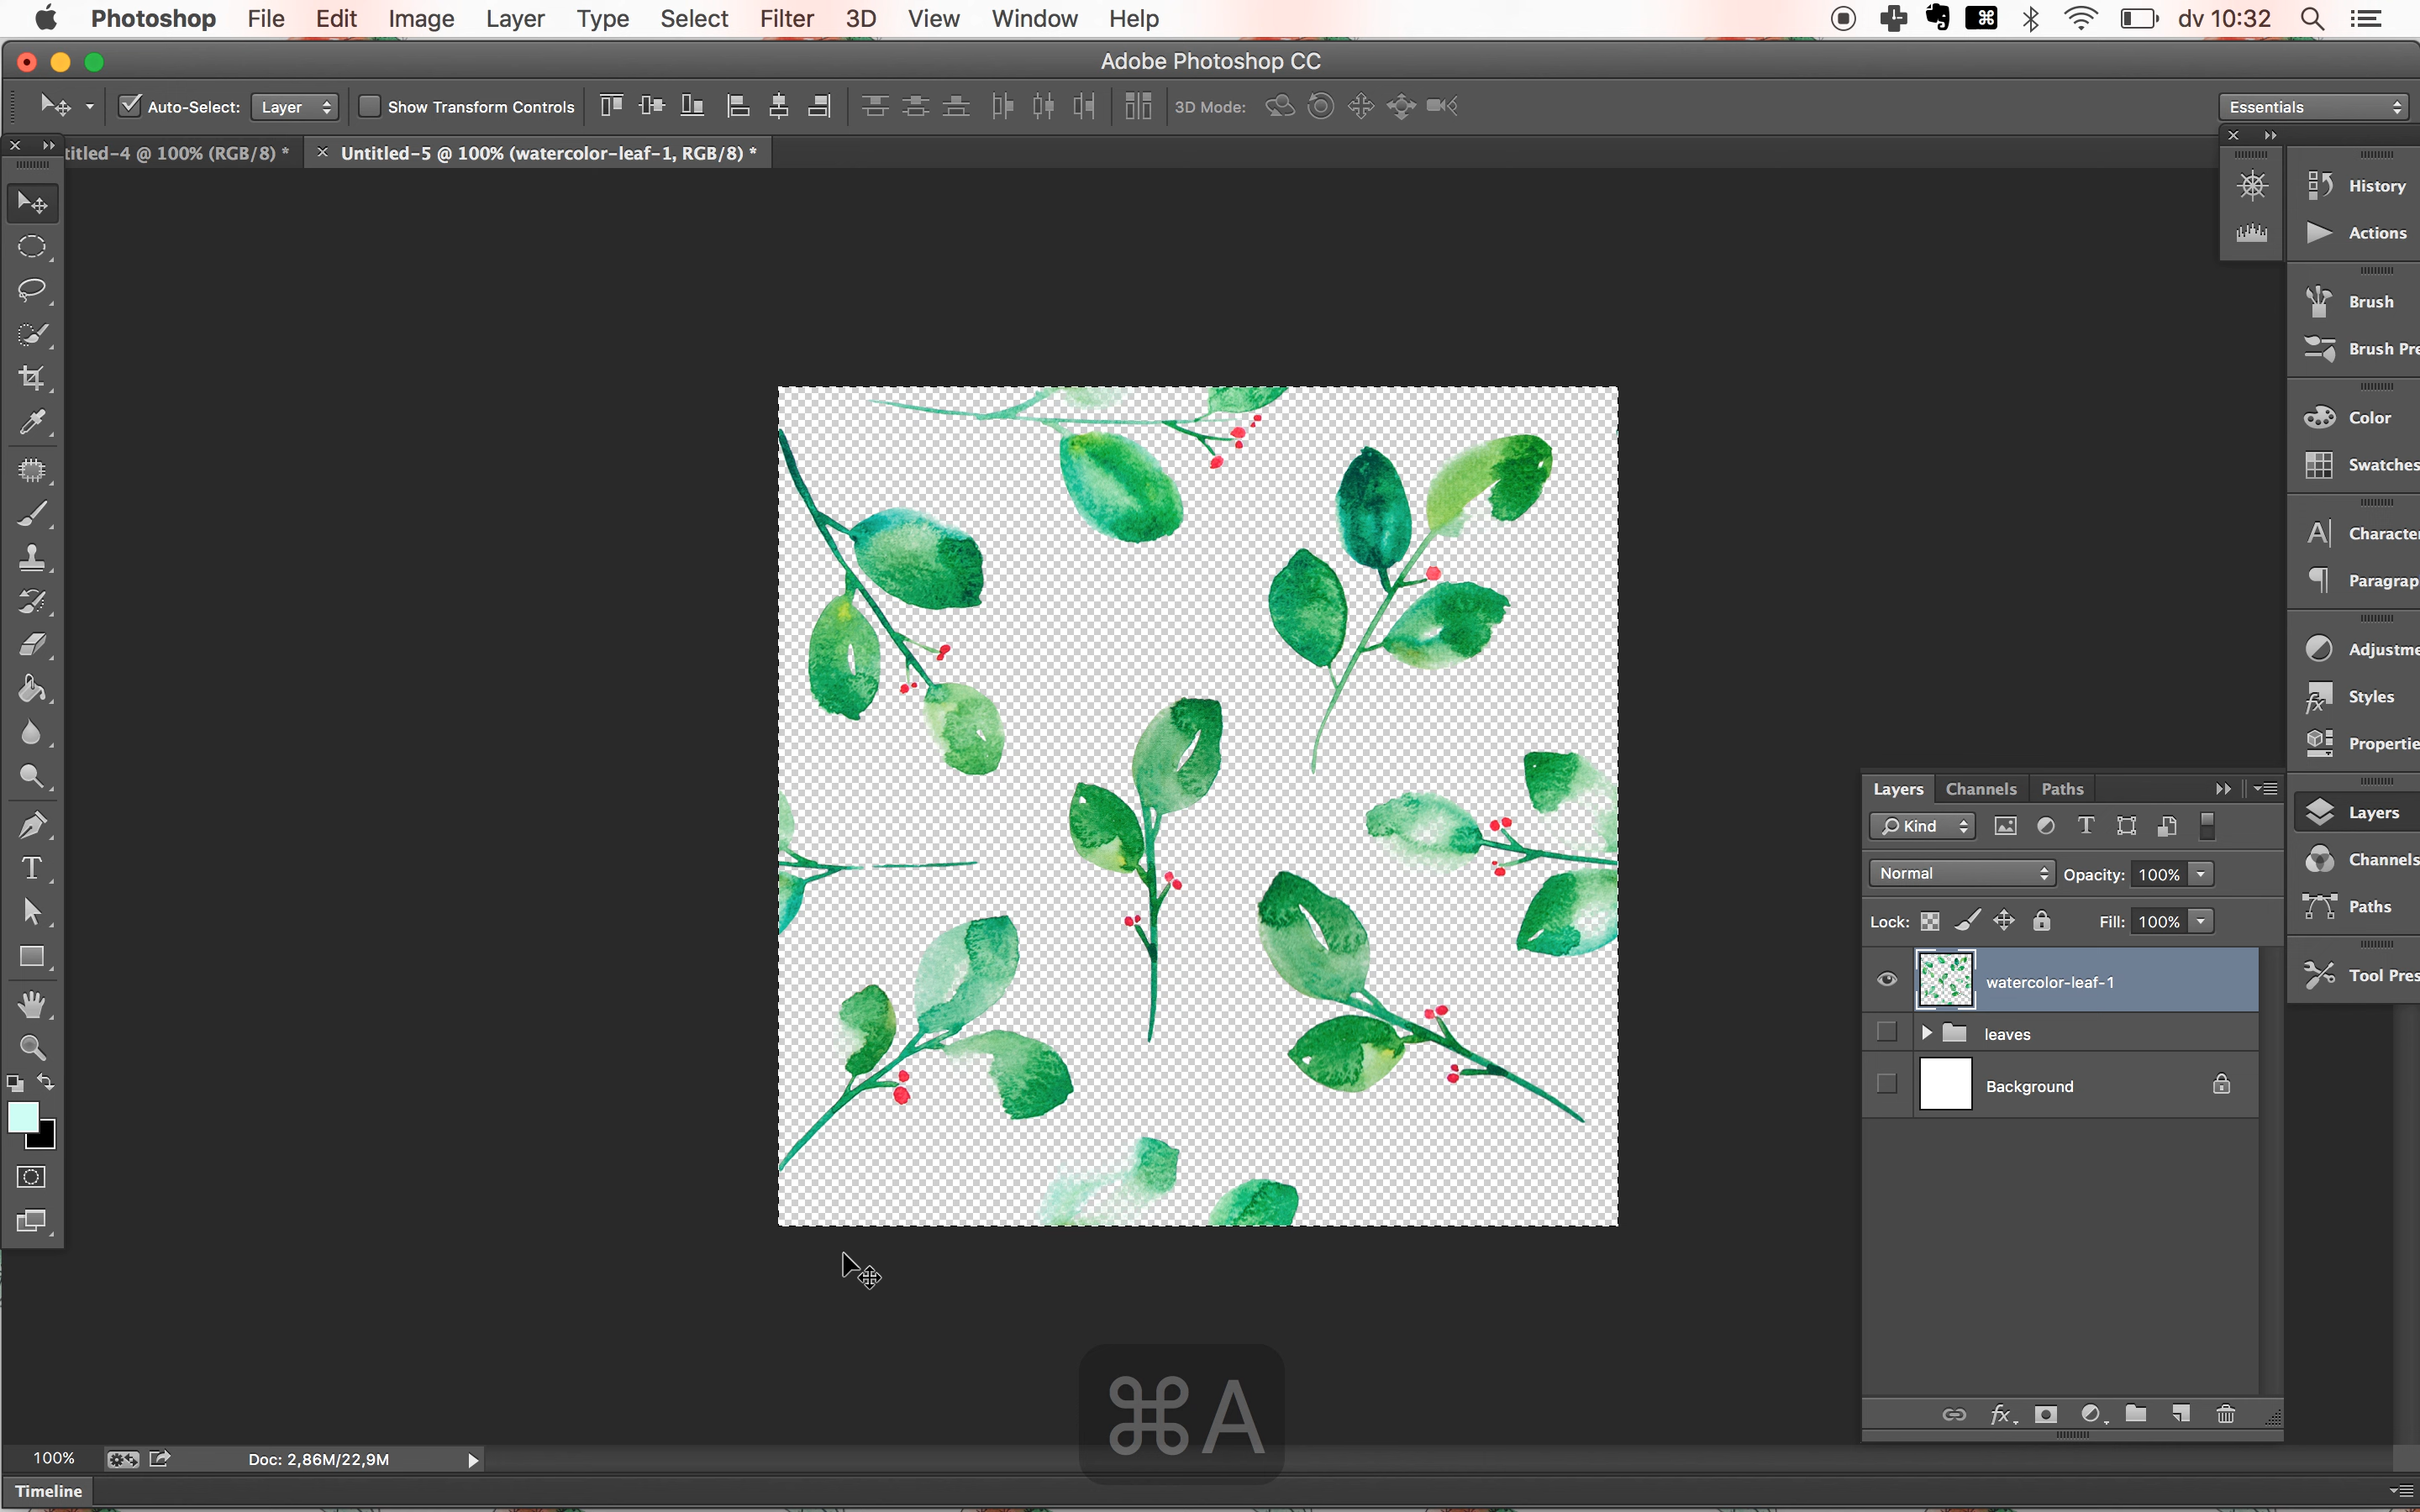 Photoshop File Edit Image Layer Type Select Filter 3D View Window Help dv 10:32
Adobe Photoshop CC
Auto-Select: Layer Show Transform Controls 3D Mode: Essentials
titled-4 @ 100% (RGB/8) * × Untitled-5 @ 100% (watercolor-leaf-1, RGB/8) *
History
Actions
Brush
Brush Pre
Color
Swatches
Character
Paragrap
Adjustme
Styles
Propertie
Layers
Channels
Paths
Tool Pres
Layers Channels Paths
Kind
Normal Opacity: 100%
Lock: Fill: 100%
watercolor-leaf-1
leaves
Background
⌘A
100% Doc: 2,86M/22,9M
Timeline